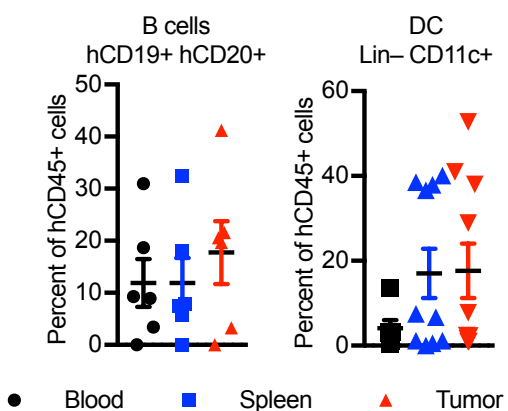 B cells
hCD19+ hCD20+
Percent of hCD45+ cells
50
40
30
20
10
0
DC
Lin– CD11c+
Percent of hCD45+ cells
60
40
20
0
Blood
Spleen
Tumor